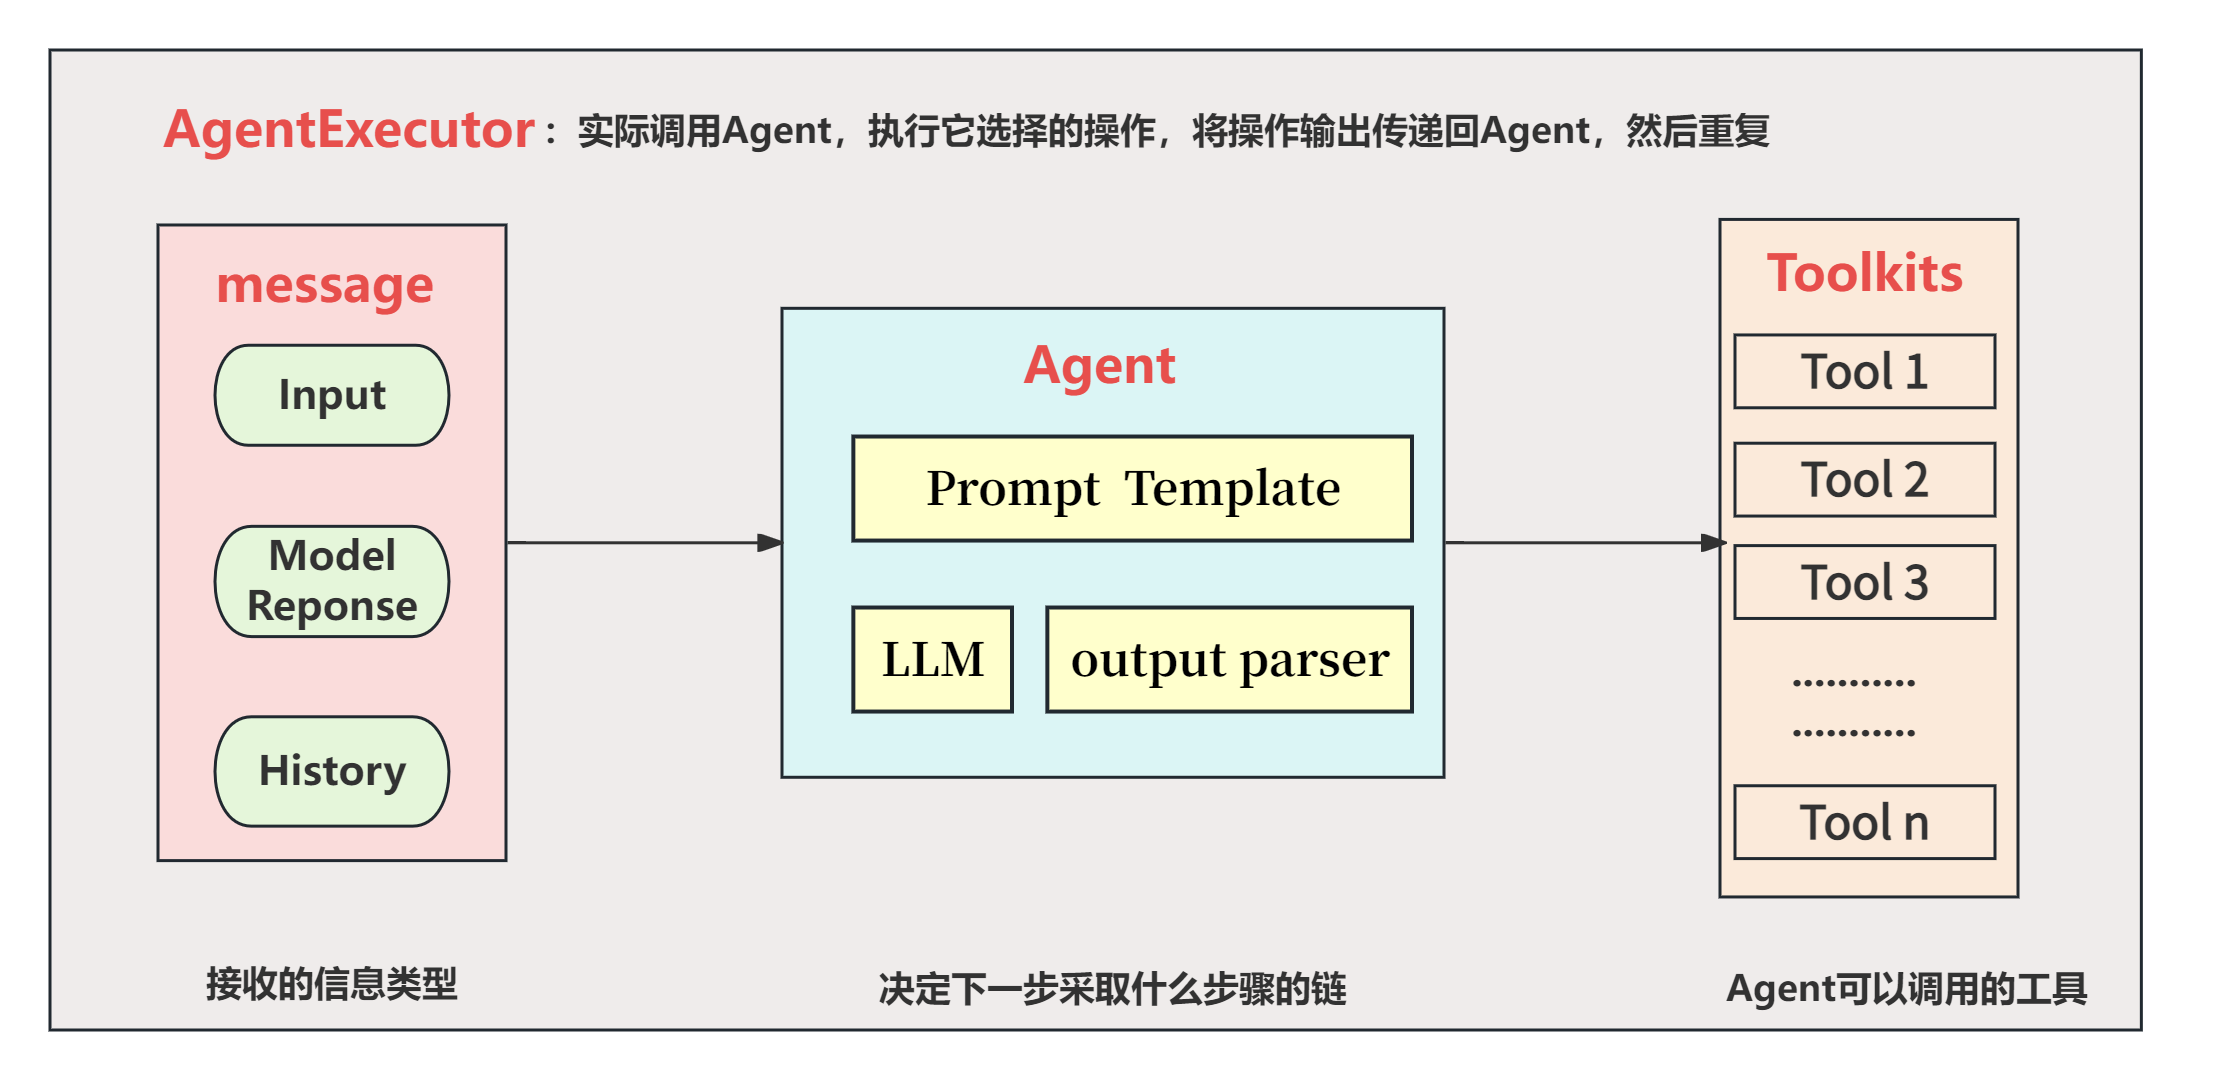 AgentExecutor：实际调用Agent，执行它选择的操作，将操作输出传递回Agent，然后重复
message
Input
Model
Reponse
History
接收的信息类型
Agent
Prompt Template
LLM
output parser
决定下一步采取什么步骤的链
Toolkits
Tool 1
Tool 2
Tool 3
...........
...........
Tool n
Agent可以调用的工具